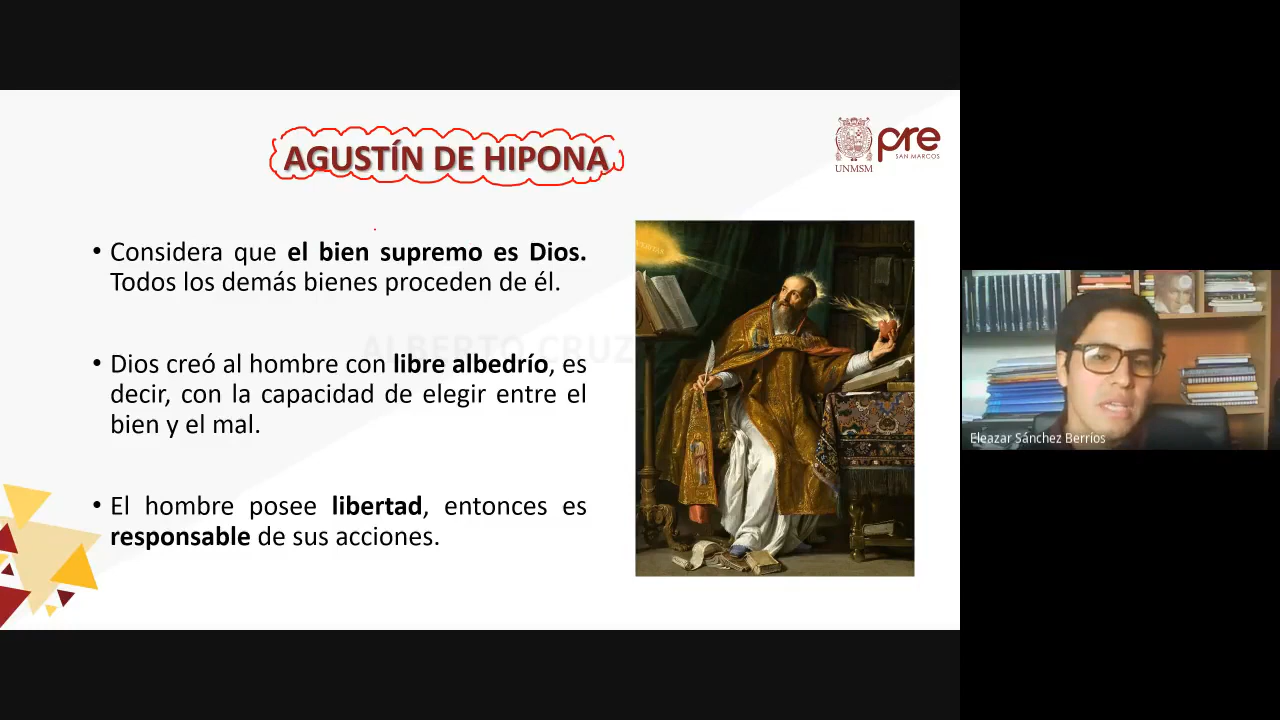 AGUSTÍN DE HIPONA
UNMSM
pre
SAN MARCOS
• Considera que el bien supremo es Dios.
Todos los demás bienes proceden de él.
ALBERTO CRUZ
• Dios creó al hombre con libre albedrío, es
decir, con la capacidad de elegir entre el
bien y el mal.
• El hombre posee libertad, entonces es
responsable de sus acciones.
Eleazar Sánchez Berríos